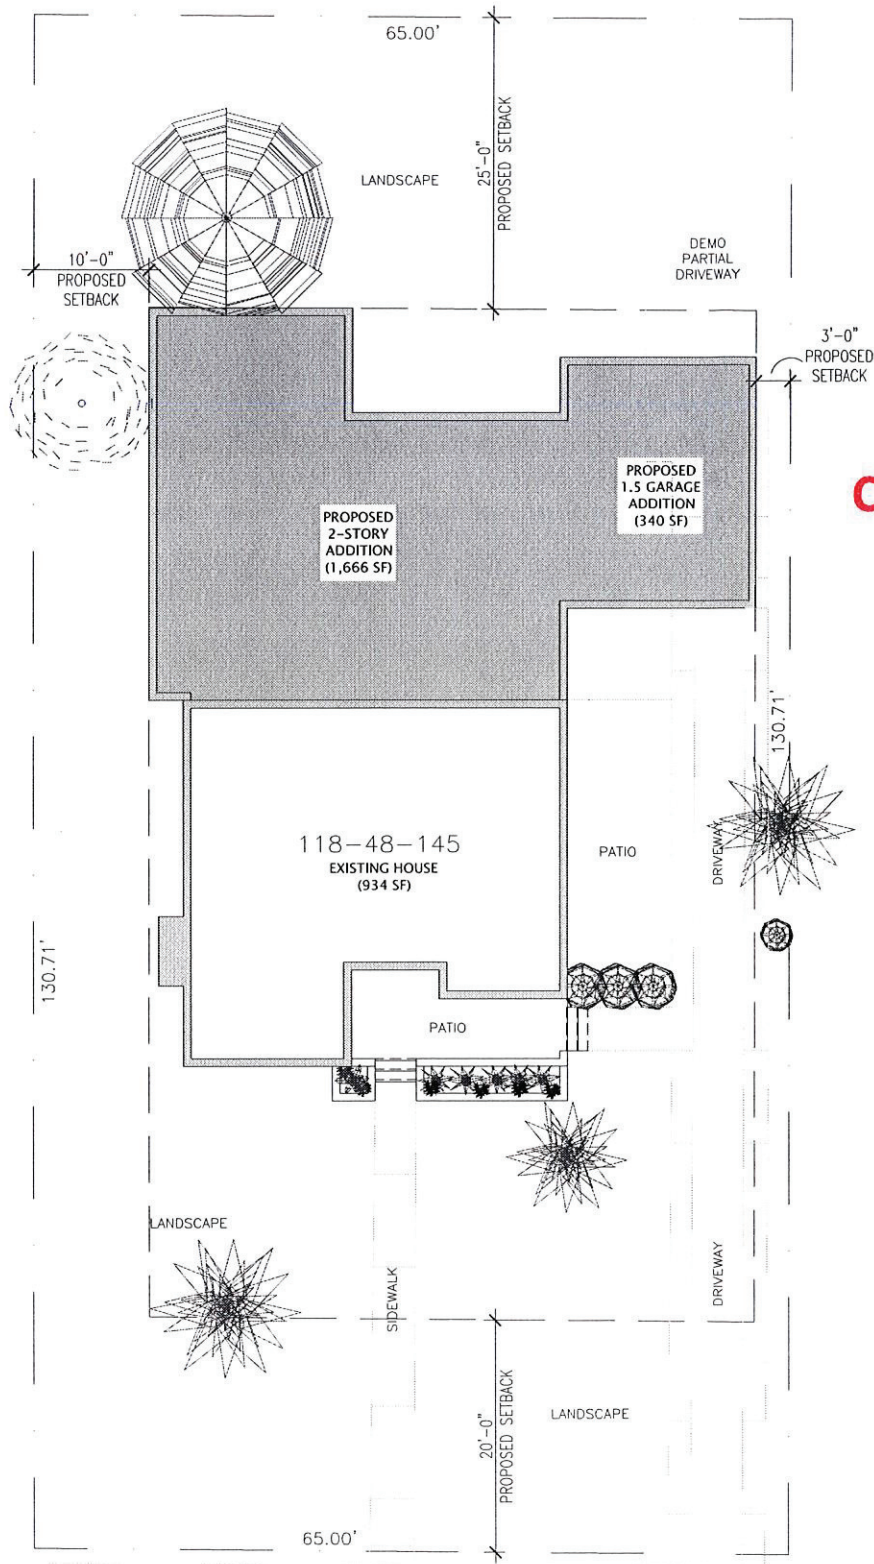 65.00'
25'-0"
PROPOSED SETBACK
LANDSCAPE
DEMO
PARTIAL
DRIVEWAY
10'-0"
PROPOSED
SETBACK
3'-0"
PROPOSED
SETBACK
PROPOSED
1.5 GARAGE
ADDITION
(340 SF)
PROPOSED
2-STORY
ADDITION
(1,666 SF)
130.71'
118-48-145
EXISTING HOUSE
(934 SF)
PATIO
DRIVEWAY
130.71'
PATIO
LANDSCAPE
SIDEWALK
DRIVEWAY
20'-0"
PROPOSED SETBACK
LANDSCAPE
65.00'